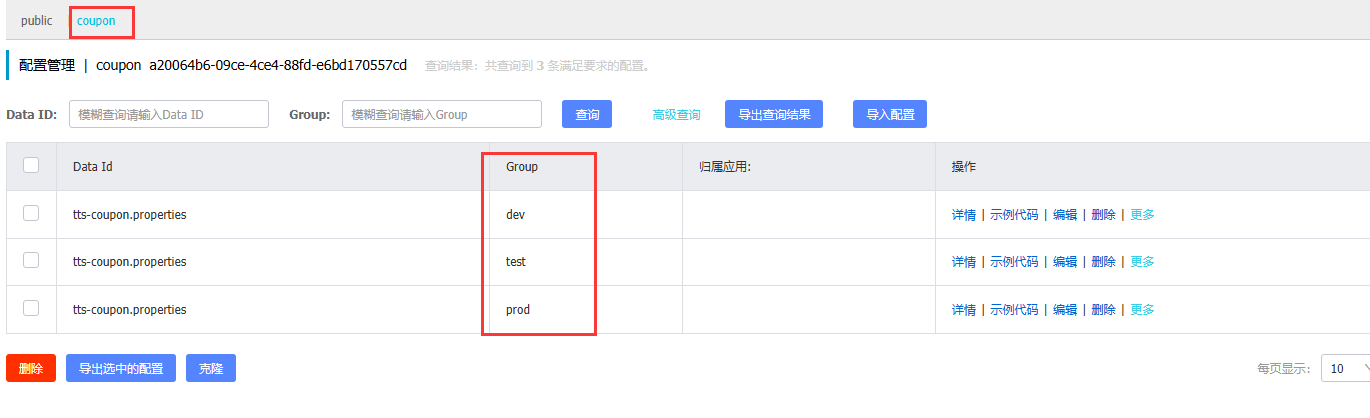 public | coupon
配置管理 | coupon a20064b6-09ce-4ce4-88fd-e6bd170557cd 查询结果：共查询到 3 条满足要求的配置。
Data ID: 模糊查询请输入Data ID Group: 模糊查询请输入Group 查询 高级查询 导出查询结果 导入配置
Data Id Group 归属应用: 操作
tts-coupon.properties dev 详情 | 示例代码 | 编辑 | 删除 | 更多
tts-coupon.properties test 详情 | 示例代码 | 编辑 | 删除 | 更多
tts-coupon.properties prod 详情 | 示例代码 | 编辑 | 删除 | 更多
删除 导出选中的配置 克隆 每页显示: 10